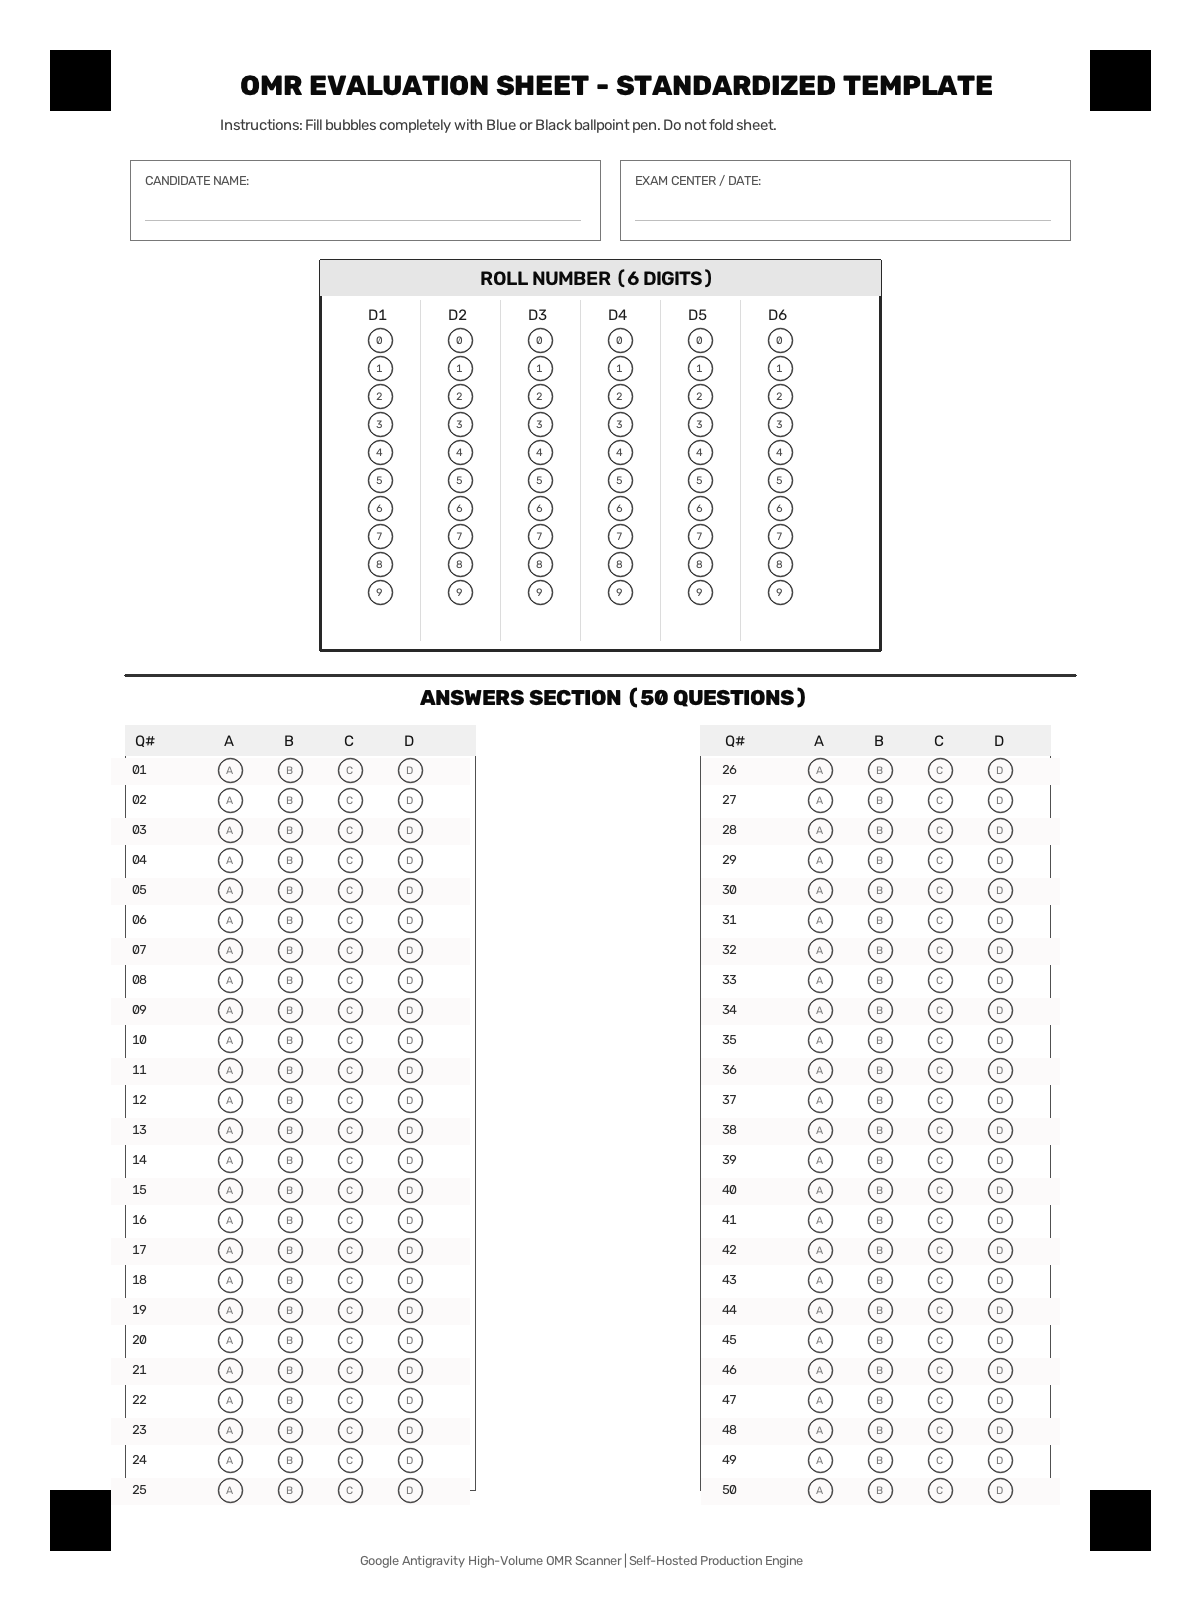 OMR EVALUATION SHEET - STANDARDIZED TEMPLATE
Instructions: Fill bubbles completely with Blue or Black ballpoint pen. Do not fold sheet.
CANDIDATE NAME:
EXAM CENTER / DATE:
ROLL NUMBER (6 DIGITS)
D1 D2 D3 D4 D5 D6
0 0 0 0 0 0
1 1 1 1 1 1
2 2 2 2 2 2
3 3 3 3 3 3
4 4 4 4 4 4
5 5 5 5 5 5
6 6 6 6 6 6
7 7 7 7 7 7
8 8 8 8 8 8
9 9 9 9 9 9
ANSWERS SECTION (50 QUESTIONS)
Q# A B C D
01 A B C D
02 A B C D
03 A B C D
04 A B C D
05 A B C D
06 A B C D
07 A B C D
08 A B C D
09 A B C D
10 A B C D
11 A B C D
12 A B C D
13 A B C D
14 A B C D
15 A B C D
16 A B C D
17 A B C D
18 A B C D
19 A B C D
20 A B C D
21 A B C D
22 A B C D
23 A B C D
24 A B C D
25 A B C D
Q# A B C D
26 A B C D
27 A B C D
28 A B C D
29 A B C D
30 A B C D
31 A B C D
32 A B C D
33 A B C D
34 A B C D
35 A B C D
36 A B C D
37 A B C D
38 A B C D
39 A B C D
40 A B C D
41 A B C D
42 A B C D
43 A B C D
44 A B C D
45 A B C D
46 A B C D
47 A B C D
48 A B C D
49 A B C D
50 A B C D
Google Antigravity High-Volume OMR Scanner | Self-Hosted Production Engine